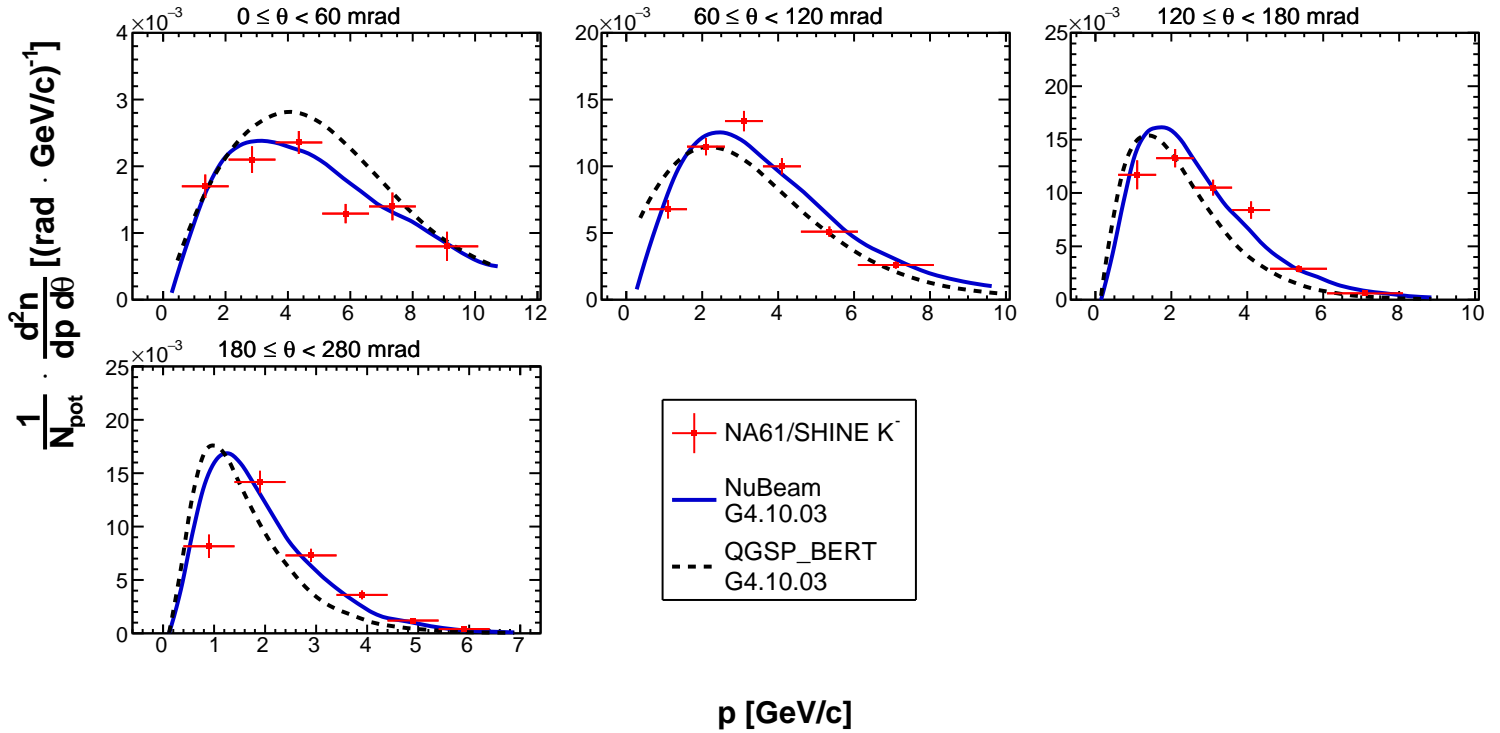 1/N_pot · d²n/dp dθ [(rad · GeV/c)⁻¹]
×10⁻³ 0 ≤ θ < 60 mrad
4
3
2
1
0
0 2 4 6 8 10 12
×10⁻³ 60 ≤ θ < 120 mrad
20
15
10
5
0
0 2 4 6 8 10
×10⁻³ 120 ≤ θ < 180 mrad
25
20
15
10
5
0
0 2 4 6 8 10
×10⁻³ 180 ≤ θ < 280 mrad
25
20
15
10
5
0
0 1 2 3 4 5 6 7
NA61/SHINE K⁻
NuBeam
G4.10.03
QGSP_BERT
G4.10.03
p [GeV/c]